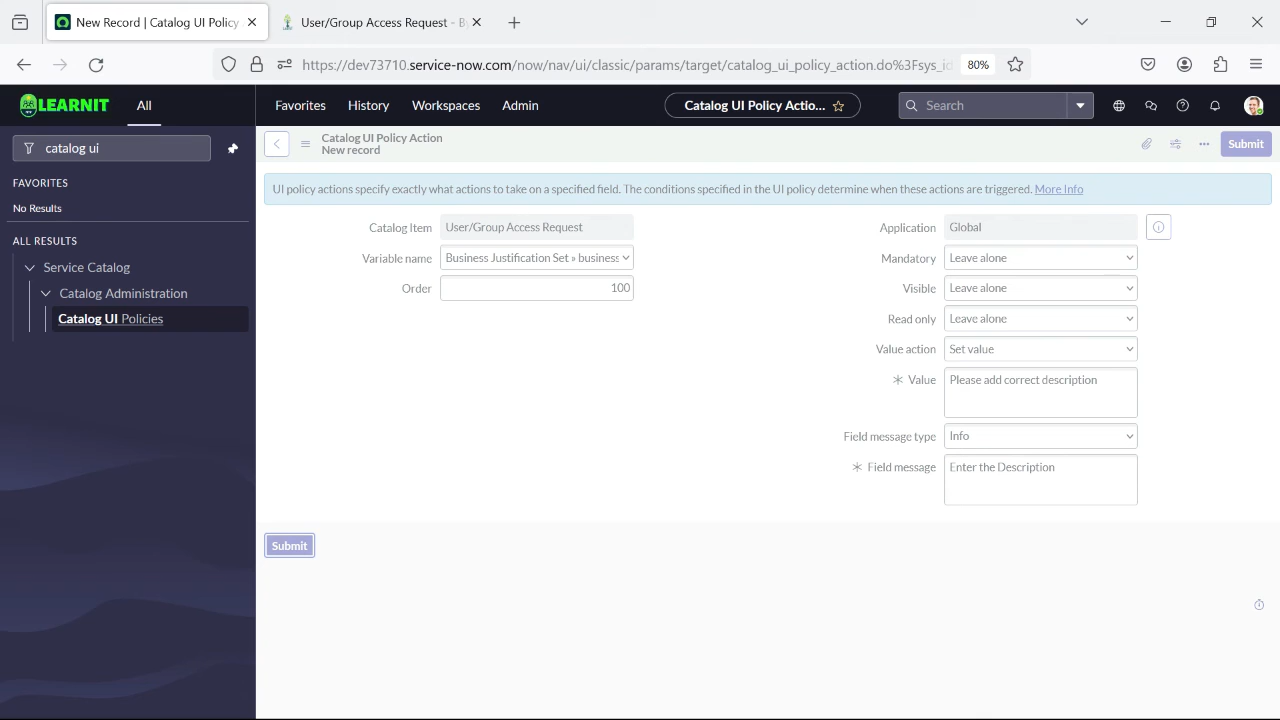 New Record | Catalog UI Policy
User/Group Access Request - B
https://dev73710.service-now.com/now/nav/ui/classic/params/target/catalog_ui_policy_action.do%3Fsys_id
80%
LEARNIT
All
Favorites
History
Workspaces
Admin
Catalog UI Policy Actio...
Search
catalog ui
Catalog UI Policy Action
New record
Submit
FAVORITES
No Results
ALL RESULTS
Service Catalog
Catalog Administration
Catalog UI Policies
UI policy actions specify exactly what actions to take on a specified field. The conditions specified in the UI policy determine when these actions are triggered. More Info
Catalog Item
User/Group Access Request
Application
Global
Variable name
Business Justification Set » business
Mandatory
Leave alone
Order
100
Visible
Leave alone
Read only
Leave alone
Value action
Set value
Value
Please add correct description
Field message type
Info
Field message
Enter the Description
Submit